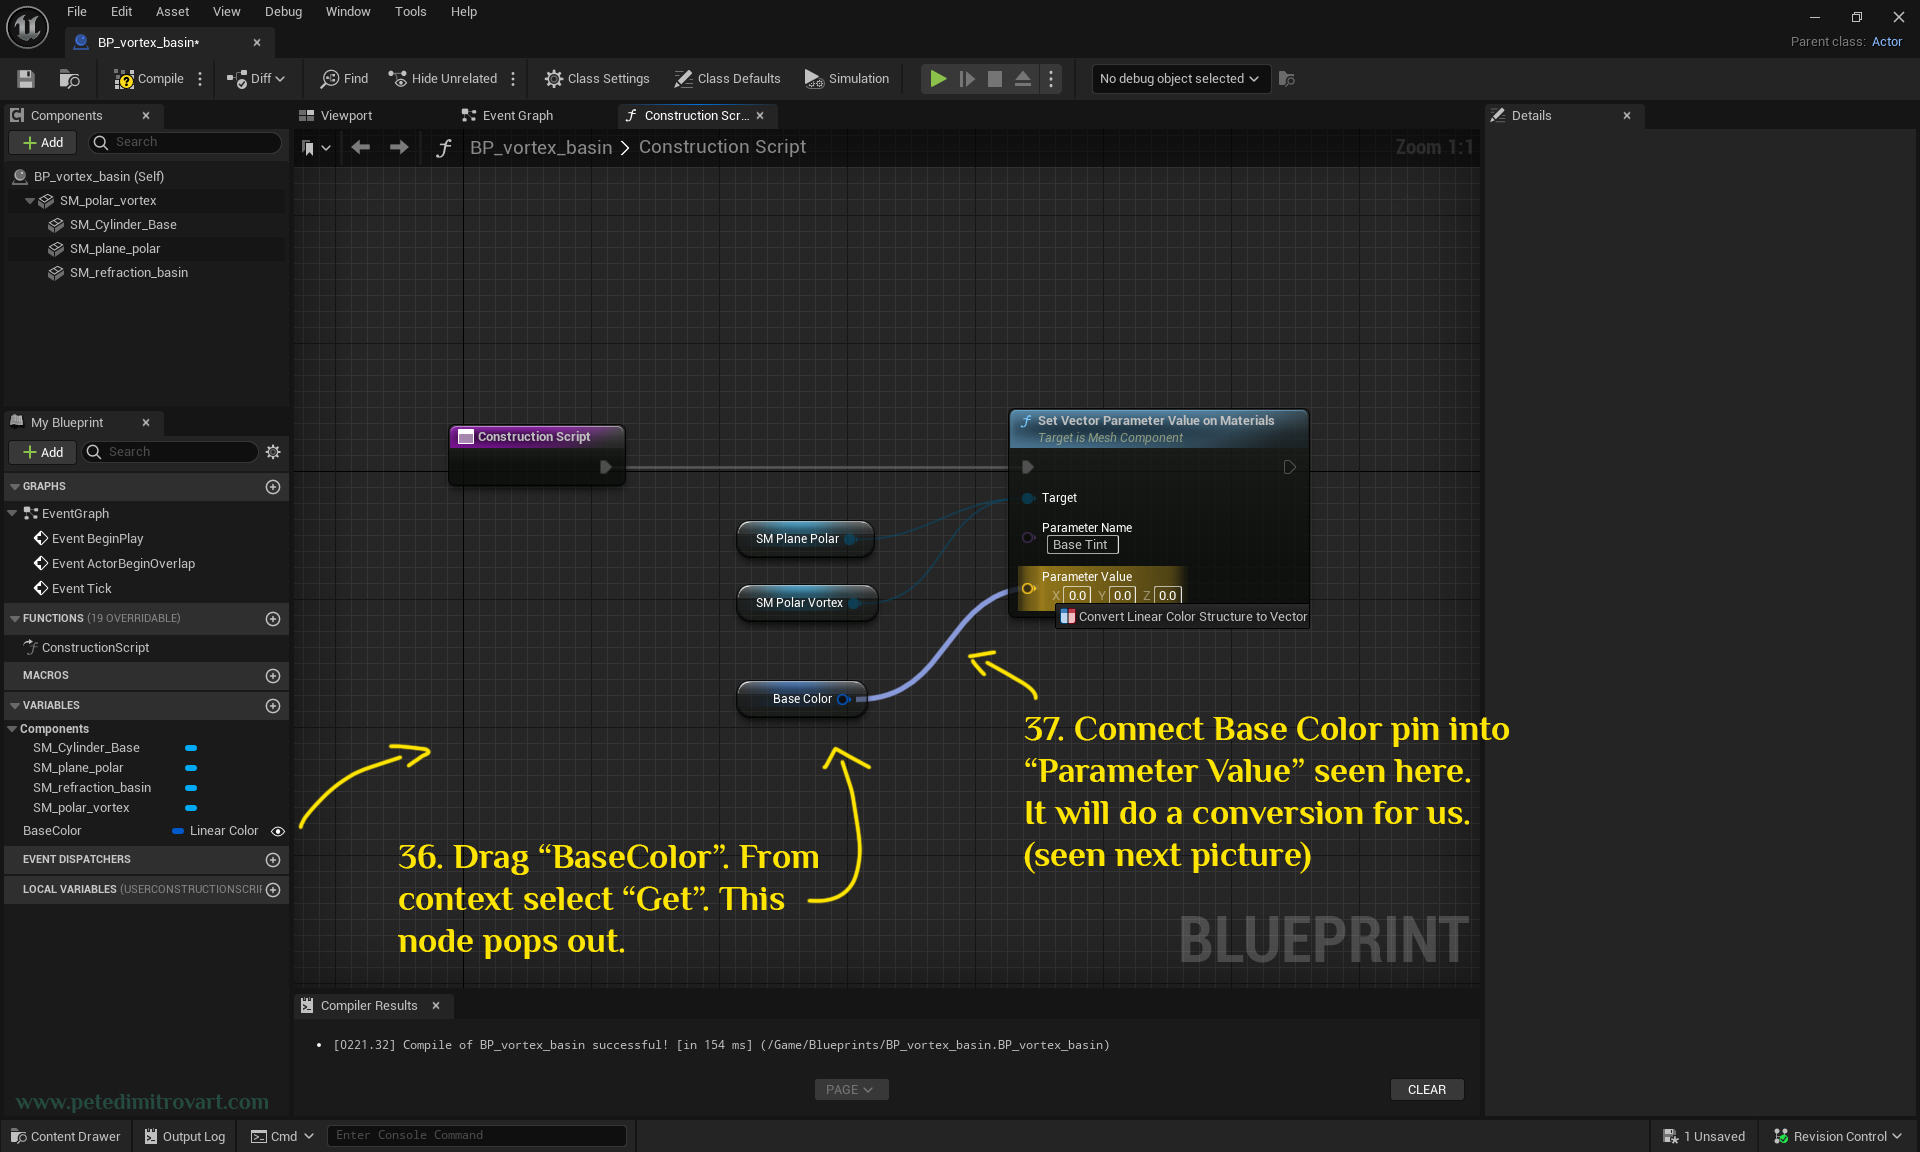 File Edit Asset View Debug Window Tools Help
BP_vortex_basin*
Parent class: Actor
Compile Diff Find Hide Unrelated Class Settings Class Defaults Simulation No debug object selected
Components
Viewport Event Graph Construction Scr...
Details
Add Search
BP_vortex_basin > Construction Script
Zoom 1:1
BP_vortex_basin (Self)
SM_polar_vortex
SM_Cylinder_Base
SM_plane_polar
SM_refraction_basin
My Blueprint
Add Search
GRAPHS
EventGraph
Event BeginPlay
Event ActorBeginOverlap
Event Tick
FUNCTIONS (19 OVERRIDABLE)
ConstructionScript
MACROS
VARIABLES
Components
SM_Cylinder_Base
SM_plane_polar
SM_refraction_basin
SM_polar_vortex
BaseColor Linear Color
EVENT DISPATCHERS
LOCAL VARIABLES (USERCONSTRUCTIONSCRIP
Construction Script
Set Vector Parameter Value on Materials
Target is Mesh Component
Target
Parameter Name
Base Tint
Parameter Value
X 0.0 Y 0.0 Z 0.0
Convert Linear Color Structure to Vector
SM Plane Polar
SM Polar Vortex
Base Color
36. Drag “BaseColor”. From
context select “Get”. This
node pops out.
37. Connect Base Color pin into
“Parameter Value” seen here.
It will do a conversion for us.
(seen next picture)
BLUEPRINT
Compiler Results
[0221.32] Compile of BP_vortex_basin successful! [in 154 ms] (/Game/Blueprints/BP_vortex_basin.BP_vortex_basin)
PAGE
CLEAR
www.petedimitrovart.com
Content Drawer Output Log Cmd Enter Console Command
1 Unsaved Revision Control